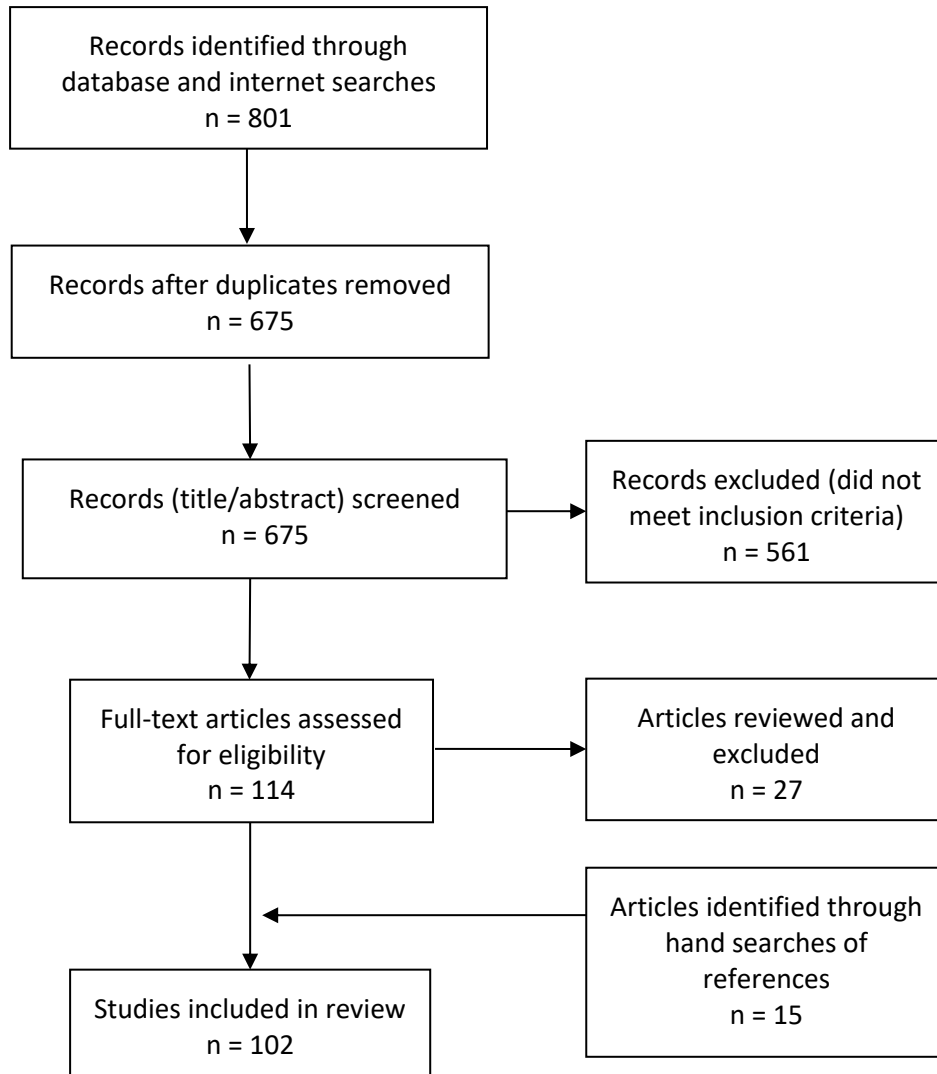 Records identified through
database and internet searches
n = 801
Records after duplicates removed
n = 675
Records (title/abstract) screened
n = 675
Records excluded (did not
meet inclusion criteria)
n = 561
Full-text articles assessed
for eligibility
n = 114
Articles reviewed and
excluded
n = 27
Articles identified through
hand searches of
references
n = 15
Studies included in review
n = 102